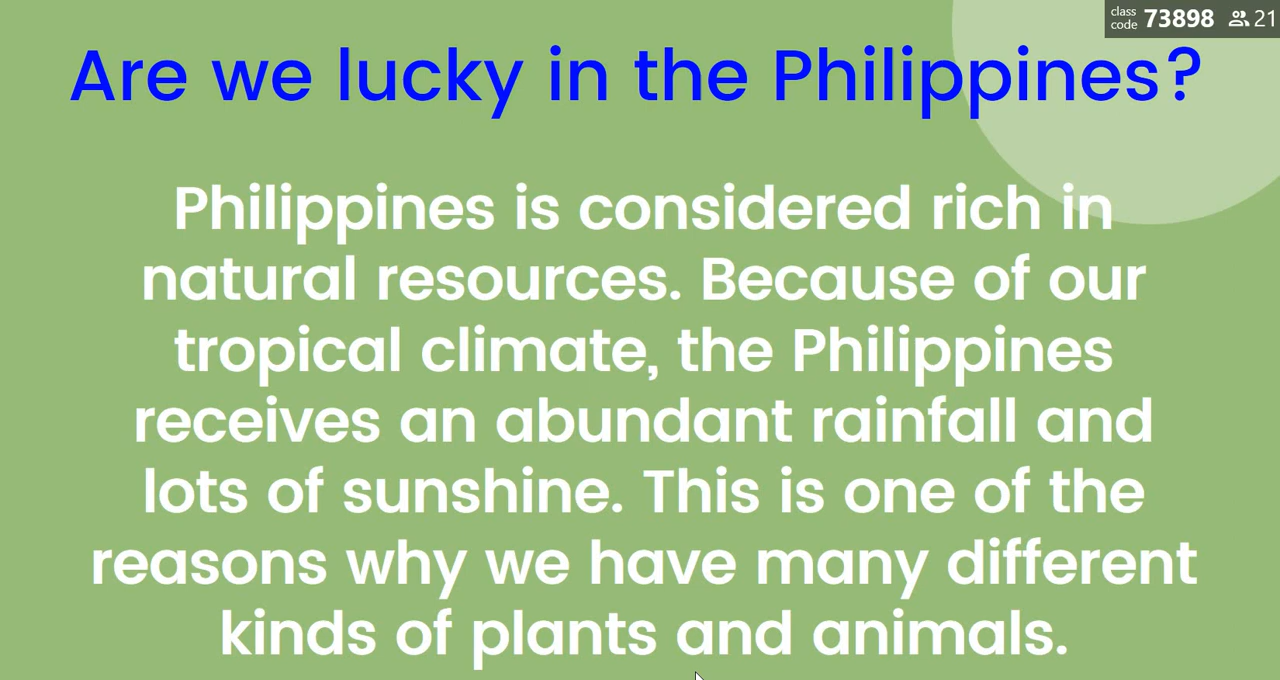 class
code 73898 21
Are we lucky in the Philippines?
Philippines is considered rich in
natural resources. Because of our
tropical climate, the Philippines
receives an abundant rainfall and
lots of sunshine. This is one of the
reasons why we have many different
kinds of plants and animals.